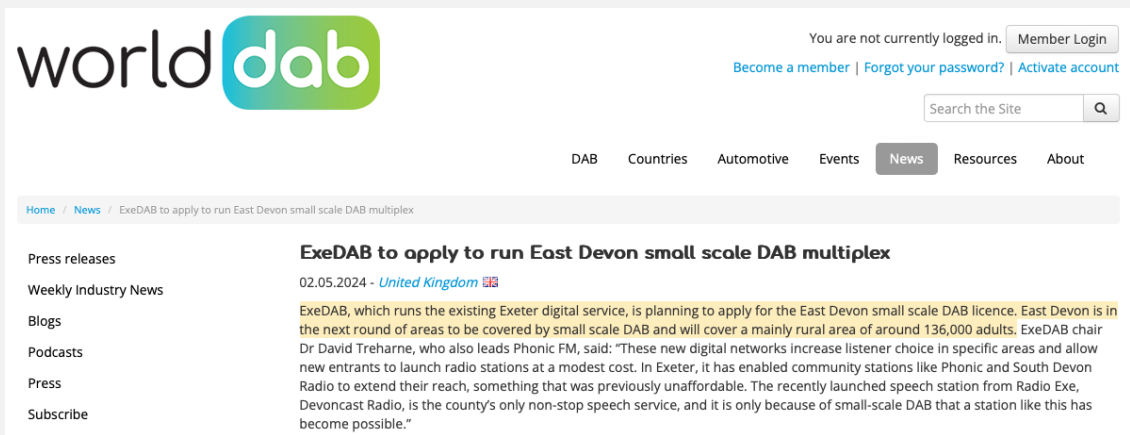 world dab
You are not currently logged in. Member Login
Become a member | Forgot your password? | Activate account
Search the Site
DAB Countries Automotive Events News Resources About
Home / News / ExeDAB to apply to run East Devon small scale DAB multiplex
Press releases
Weekly Industry News
Blogs
Podcasts
Press
Subscribe
ExeDAB to apply to run East Devon small scale DAB multiplex
02.05.2024 - United Kingdom
ExeDAB, which runs the existing Exeter digital service, is planning to apply for the East Devon small scale DAB licence. East Devon is in
the next round of areas to be covered by small scale DAB and will cover a mainly rural area of around 136,000 adults. ExeDAB chair
Dr David Treharne, who also leads Phonic FM, said: “These new digital networks increase listener choice in specific areas and allow
new entrants to launch radio stations at a modest cost. In Exeter, it has enabled community stations like Phonic and South Devon
Radio to extend their reach, something that was previously unaffordable. The recently launched speech station from Radio Exe,
Devoncast Radio, is the county’s only non-stop speech service, and it is only because of small-scale DAB that a station like this has
become possible.”